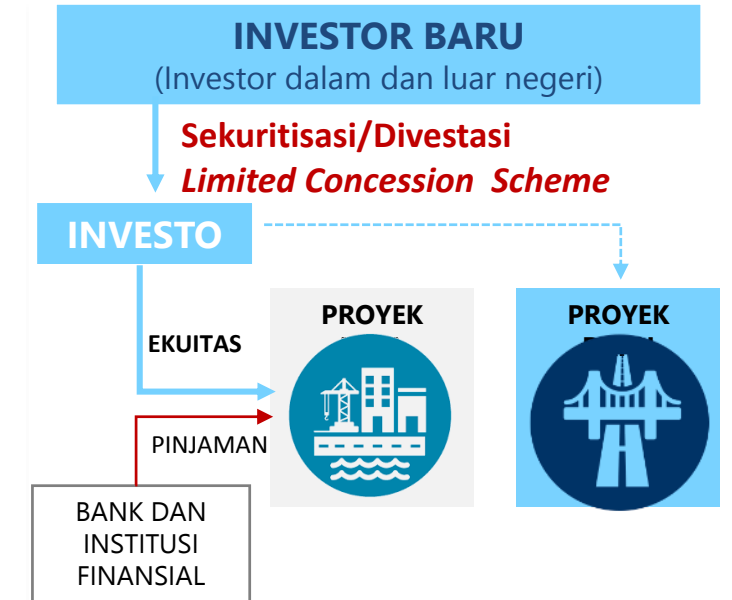 INVESTOR BARU
(Investor dalam dan luar negeri)
Sekuritisasi/Divestasi
Limited Concession Scheme
INVESTO
PROYEK
PROYEK
EKUITAS
PINJAMAN
BANK DAN
INSTITUSI
FINANSIAL